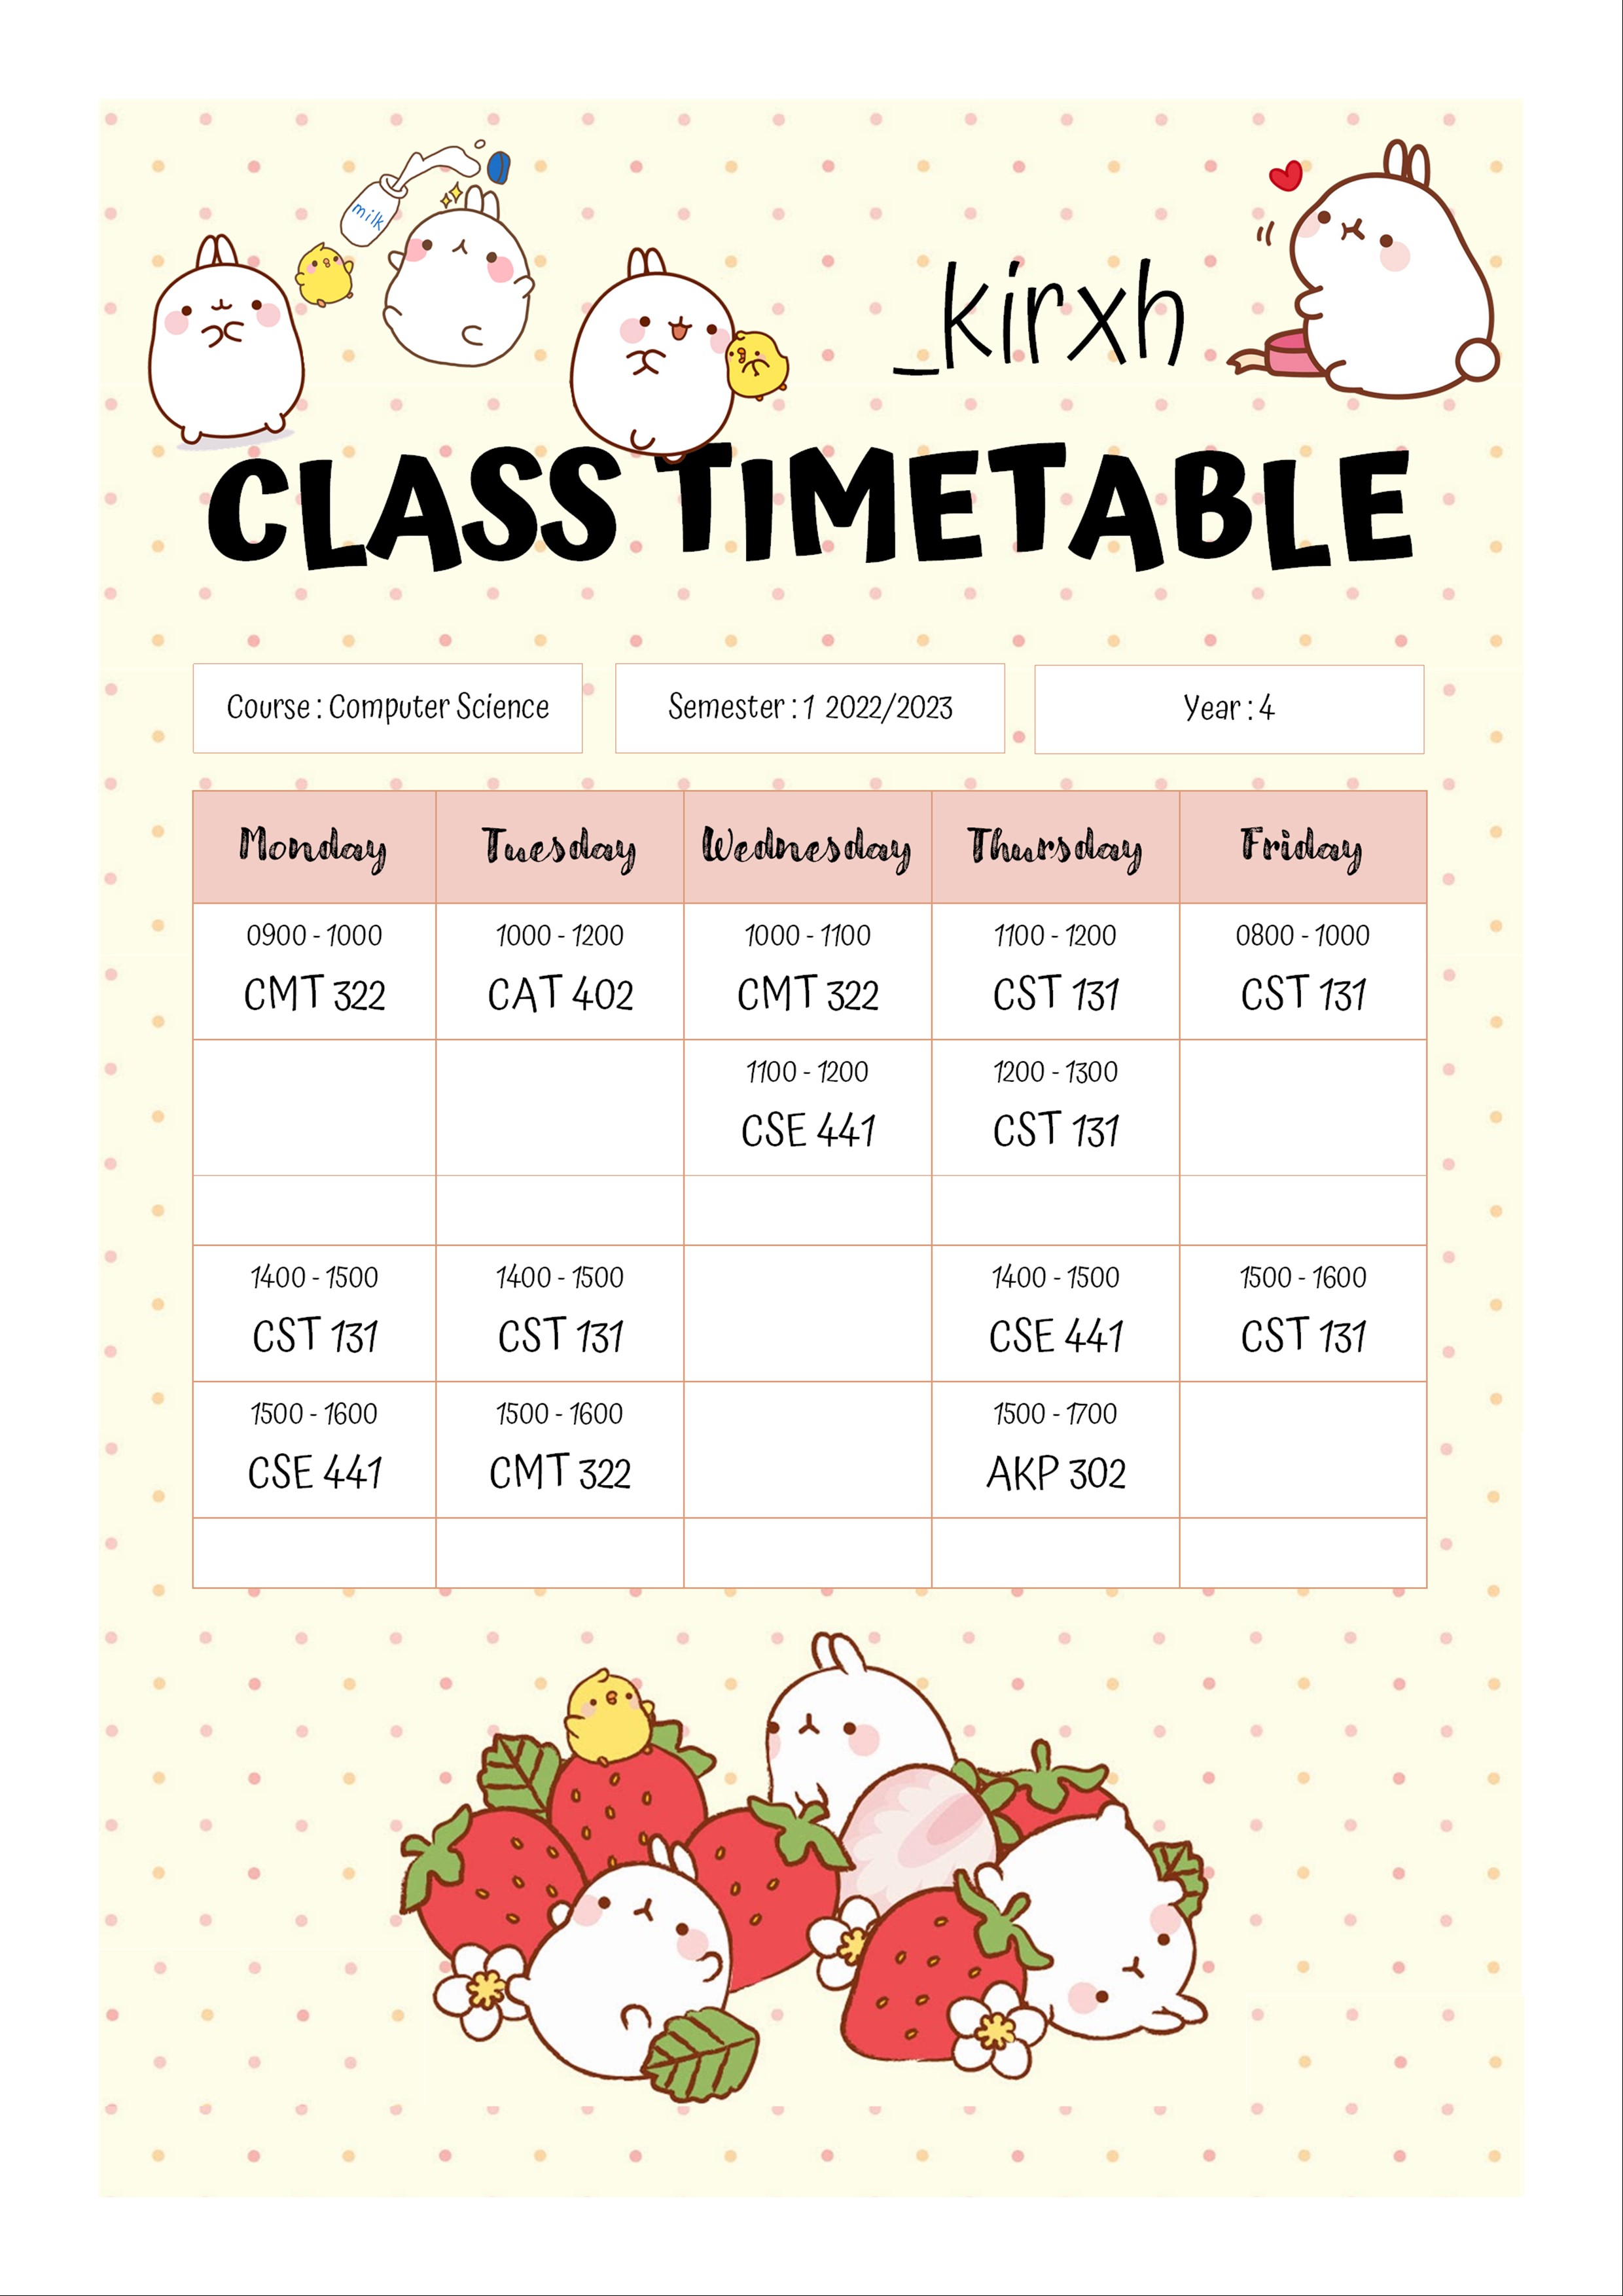 milk
_kirxh
CLASS TIMETABLE
Course : Computer Science
Semester : 1 2022/2023
Year : 4
Monday
Tuesday
Wednesday
Thursday
Friday
0900 - 1000
CMT 322
1000 - 1200
CAT 402
1000 - 1100
CMT 322
1100 - 1200
CST 131
0800 - 1000
CST 131
1100 - 1200
CSE 441
1200 - 1300
CST 131
1400 - 1500
CST 131
1400 - 1500
CST 131
1400 - 1500
CSE 441
1500 - 1600
CST 131
1500 - 1600
CSE 441
1500 - 1600
CMT 322
1500 - 1700
AKP 302